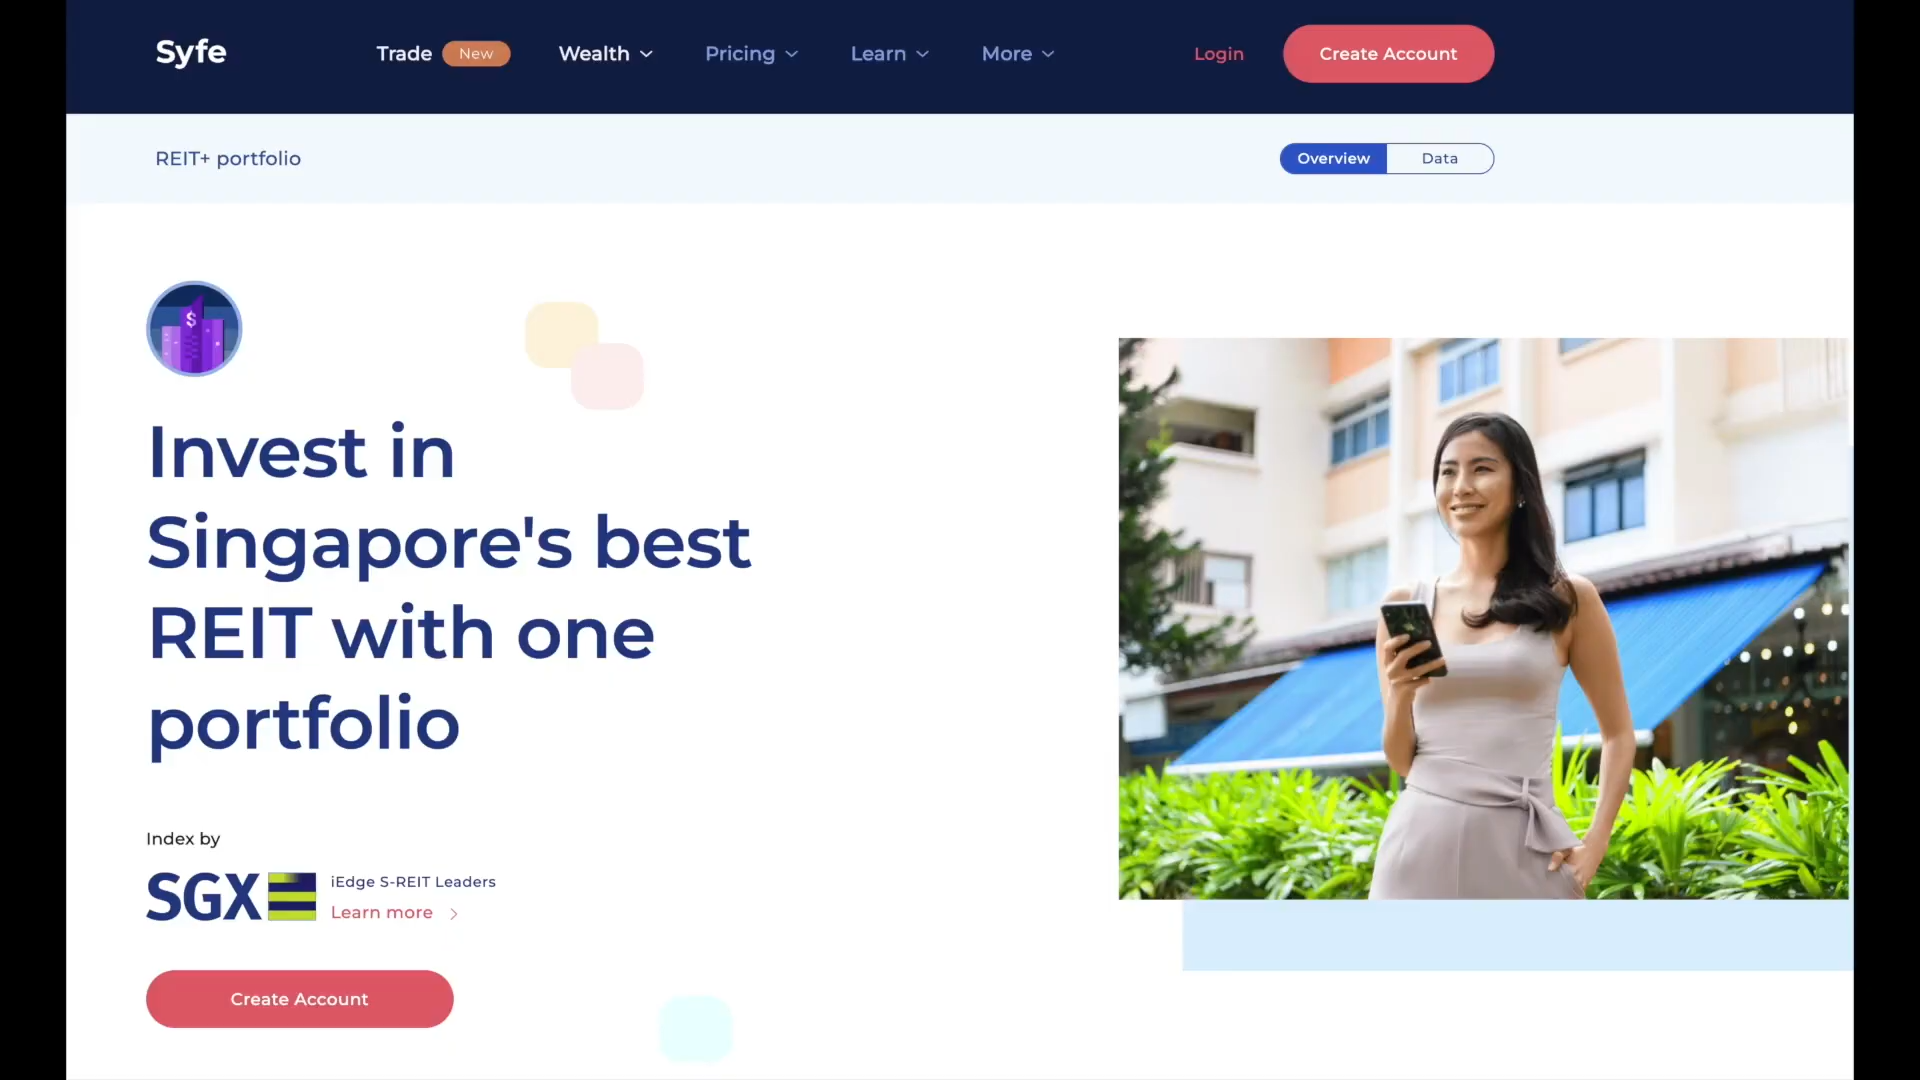 Syfe
Trade New Wealth Pricing Learn More Login Create Account
REIT+ portfolio
Overview Data
$
Invest in
Singapore's best
REIT with one
portfolio
Index by
SGX iEdge S-REIT Leaders
Learn more
Create Account